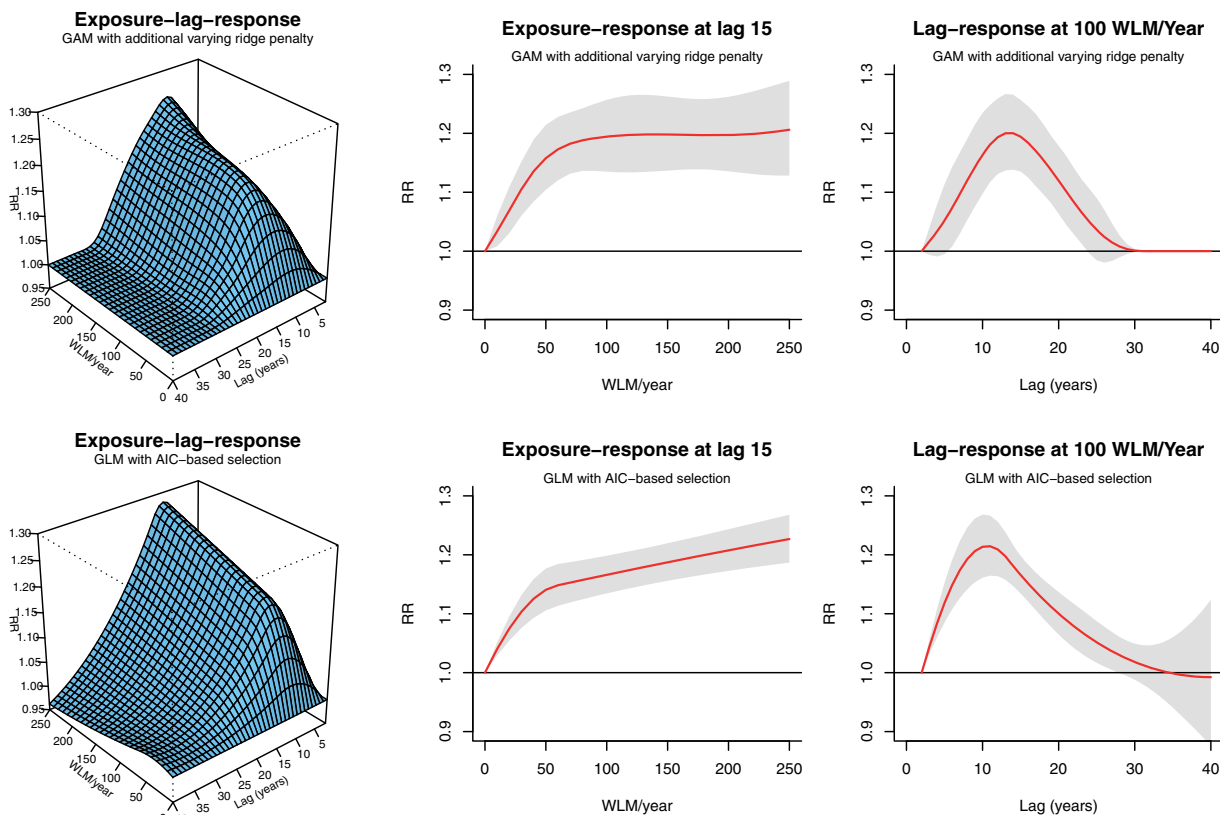 Exposure−lag−response
GAM with additional varying ridge penalty
1.30
1.25
1.20
1.15
RR
1.10
1.05
1.00
0.95
250
200
150
100
50
0
WLM/year
40
35
30
25
20
15
10
5
Lag (years)
Exposure−response at lag 15
GAM with additional varying ridge penalty
1.3
1.2
1.1
1.0
0.9
RR
0 50 100 150 200 250
WLM/year
Lag−response at 100 WLM/Year
GAM with additional varying ridge penalty
1.3
1.2
1.1
1.0
0.9
RR
0 10 20 30 40
Lag (years)
Exposure−lag−response
GLM with AIC−based selection
1.30
1.25
1.20
1.15
RR
1.10
1.05
1.00
0.95
250
200
150
100
50
WLM/year
35
30
25
20
15
10
5
Lag (years)
Exposure−response at lag 15
GLM with AIC−based selection
1.3
1.2
1.1
1.0
0.9
RR
0 50 100 150 200 250
WLM/year
Lag−response at 100 WLM/Year
GLM with AIC−based selection
1.3
1.2
1.1
1.0
0.9
RR
0 10 20 30 40
Lag (years)